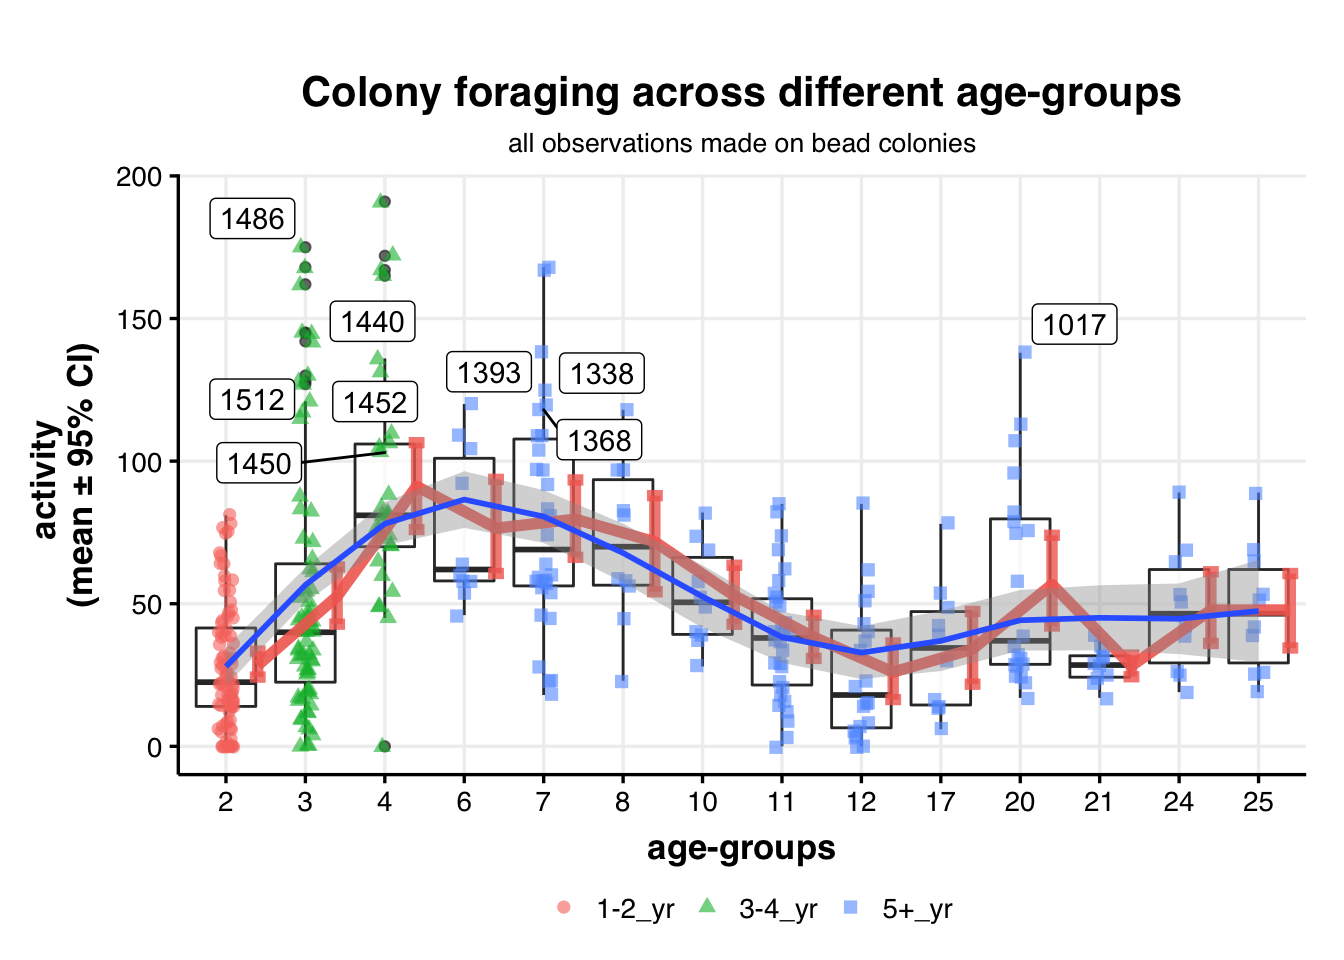 Colony foraging across different age-groups
all observations made on bead colonies
activity
(mean ± 95% CI)
200
150
100
50
0
1486
1440
1017
1393
1338
1512
1452
1368
1450
2 3 4 6 7 8 10 11 12 17 20 21 24 25
age-groups
1-2_yr 3-4_yr 5+_yr